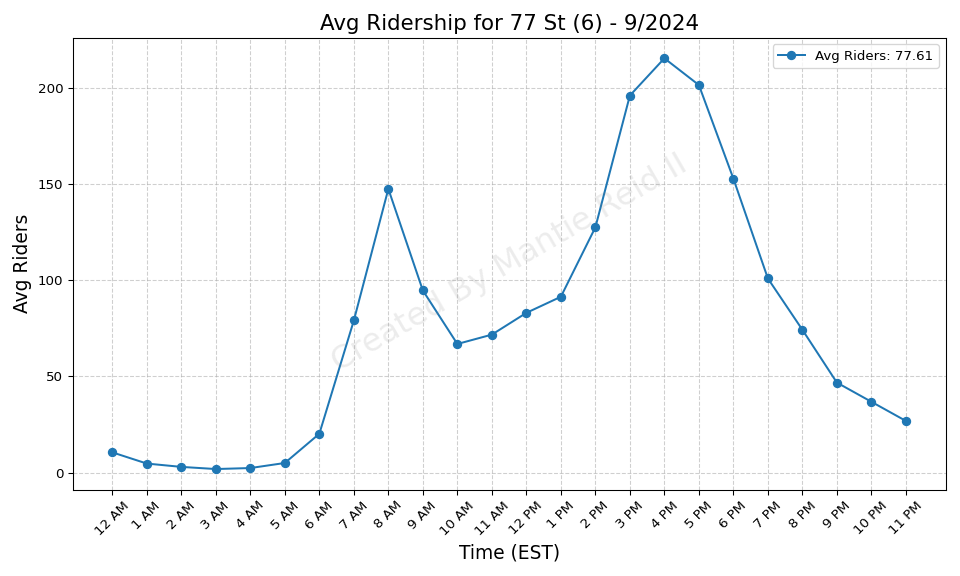 Avg Ridership for 77 St (6) - 9/2024
Avg Riders: 77.61
200
150
100
50
0
Avg Riders
Created By Mantle Reid II
12 AM
1 AM
2 AM
3 AM
4 AM
5 AM
6 AM
7 AM
8 AM
9 AM
10 AM
11 AM
12 PM
1 PM
2 PM
3 PM
4 PM
5 PM
6 PM
7 PM
8 PM
9 PM
10 PM
11 PM
Time (EST)